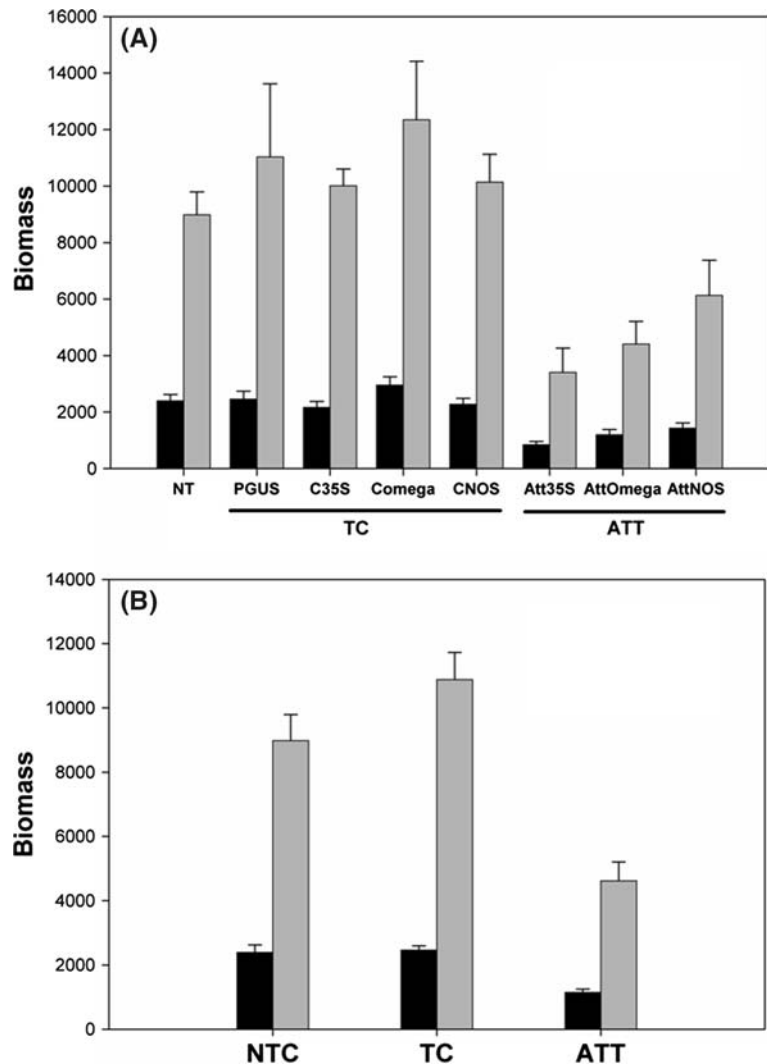 (A)
16000
14000
12000
10000
8000
6000
4000
2000
0
Biomass
NT PGUS C35S Comega CNOS Att35S AttOmega AttNOS
TC ATT
(B)
14000
12000
10000
8000
6000
4000
2000
0
Biomass
NTC TC ATT